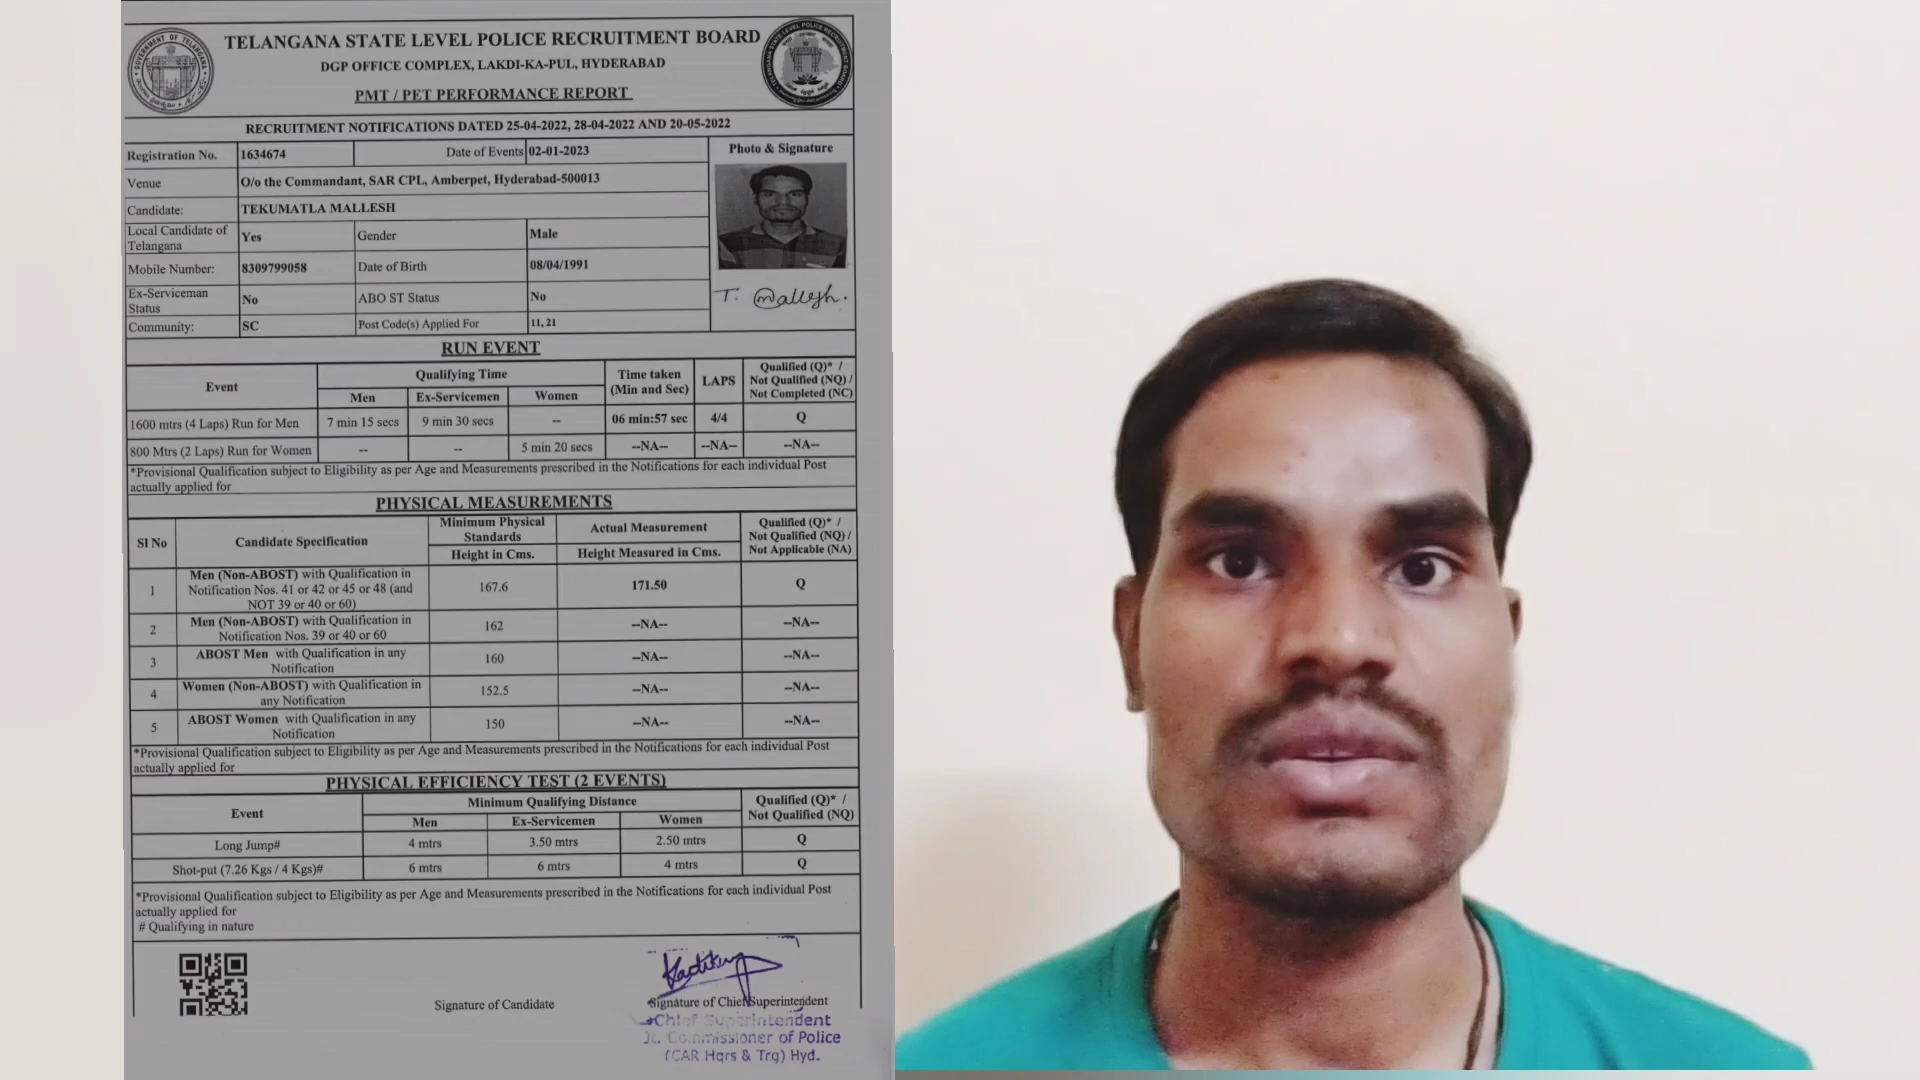 TELANGANA STATE LEVEL POLICE RECRUITMENT BOARD
DGP OFFICE COMPLEX, LAKDI-KA-PUL, HYDERABAD
PMT / PET PERFORMANCE REPORT
RECRUITMENT NOTIFICATIONS DATED 25-04-2022, 28-04-2022 AND 20-05-2022
Registration No. 1634674 Date of Events 02-01-2023
Photo & Signature
Venue O/o the Commandant, SAR CPL, Amberpet, Hyderabad-500013
Candidate: TEKUMATLA MALLESH
Local Candidate of Telangana Yes Gender Male
Mobile Number: 8309799058 Date of Birth 08/04/1991
Ex-Serviceman Status No ABO ST Status No
T. Mallesh.
Community: SC Post Code(s) Applied For 11, 21
RUN EVENT
Event Qualifying Time Time taken (Min and Sec) LAPS Qualified (Q)* / Not Qualified (NQ) / Not Completed (NC)
Men Ex-Servicemen Women
1600 mtrs (4 Laps) Run for Men 7 min 15 secs 9 min 30 secs -- 06 min:57 sec 4/4 Q
800 Mtrs (2 Laps) Run for Women -- -- 5 min 20 secs --NA-- --NA-- --NA--
*Provisional Qualification subject to Eligibility as per Age and Measurements prescribed in the Notifications for each individual Post
actually applied for
PHYSICAL MEASUREMENTS
Sl No Candidate Specification Minimum Physical Standards Actual Measurement Qualified (Q)* / Not Qualified (NQ) / Not Applicable (NA)
Height in Cms. Height Measured in Cms.
1 Men (Non-ABOST) with Qualification in Notification Nos. 41 or 42 or 45 or 48 (and NOT 39 or 40 or 60) 167.6 171.50 Q
2 Men (Non-ABOST) with Qualification in Notification Nos. 39 or 40 or 60 162 --NA-- --NA--
3 ABOST Men with Qualification in any Notification 160 --NA-- --NA--
4 Women (Non-ABOST) with Qualification in any Notification 152.5 --NA-- --NA--
5 ABOST Women with Qualification in any Notification 150 --NA-- --NA--
*Provisional Qualification subject to Eligibility as per Age and Measurements prescribed in the Notifications for each individual Post
actually applied for
PHYSICAL EFFICIENCY TEST (2 EVENTS)
Event Minimum Qualifying Distance Qualified (Q)* / Not Qualified (NQ)
Men Ex-Servicemen Women
Long Jump# 4 mtrs 3.50 mtrs 2.50 mtrs Q
Shot-put (7.26 Kgs / 4 Kgs)# 6 mtrs 6 mtrs 4 mtrs Q
*Provisional Qualification subject to Eligibility as per Age and Measurements prescribed in the Notifications for each individual Post
actually applied for
# Qualifying in nature
Signature of Candidate Signature of Chief Superintendent
Chief Superintendent
Jt. Commissioner of Police
(CAR Hqrs & Trg) Hyd.